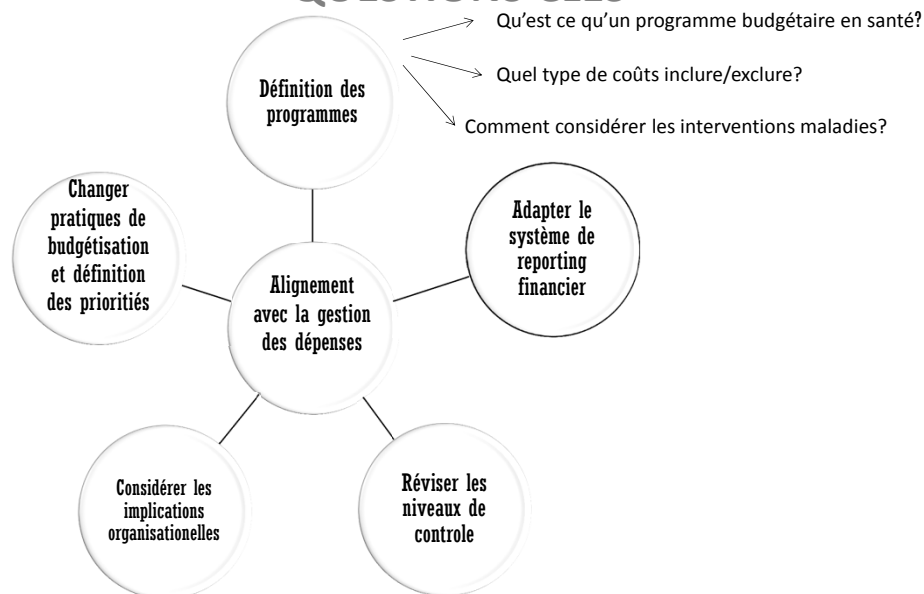 Qu'est ce qu'un programme budgétaire en santé?
Quel type de coûts inclure/exclure?
Comment considérer les interventions maladies?
Définition des
programmes
Changer
pratiques de
budgétisation
et définition
des prioritiés
Adapter le
système de
reporting
financier
Alignement
avec la gestion
des dépenses
Considérer les
implications
organisationelles
Réviser les
niveaux de
controle